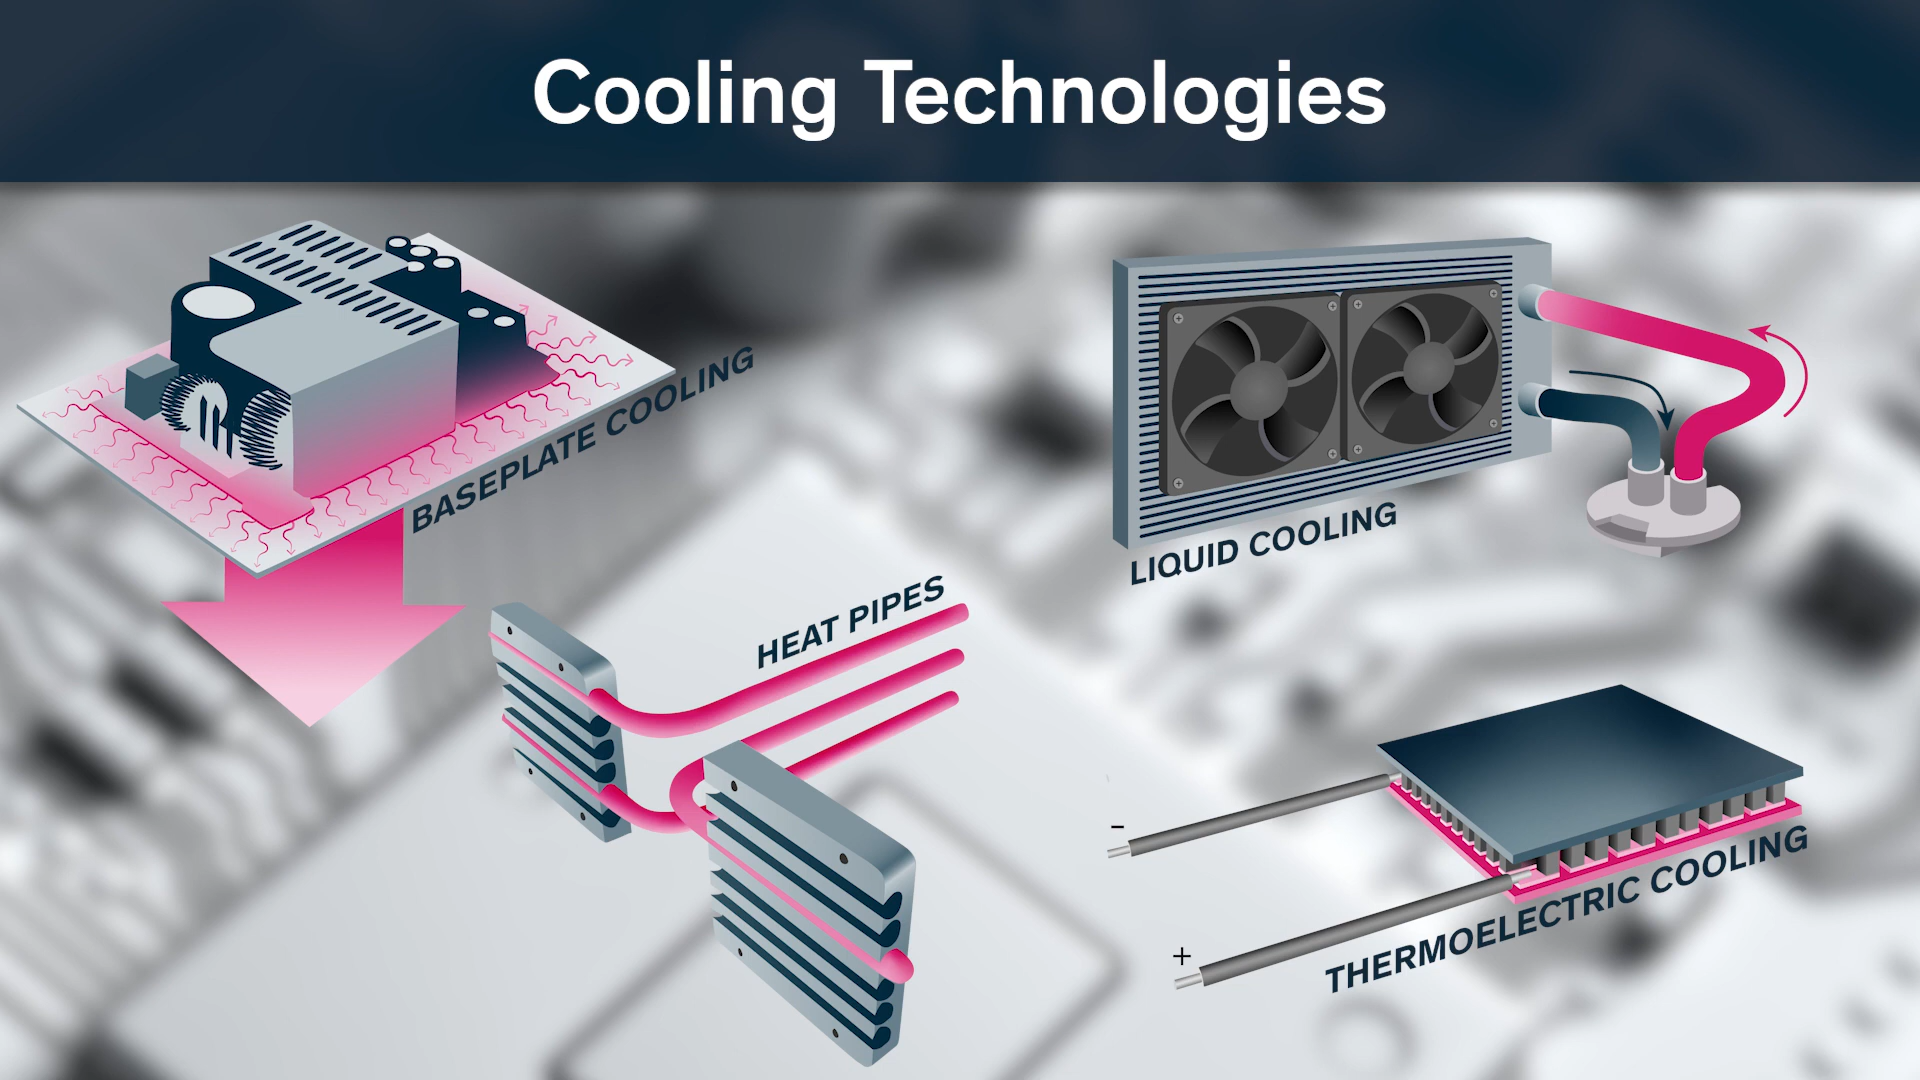 Cooling Technologies
BASEPLATE COOLING
LIQUID COOLING
HEAT PIPES
-
+
THERMOELECTRIC COOLING